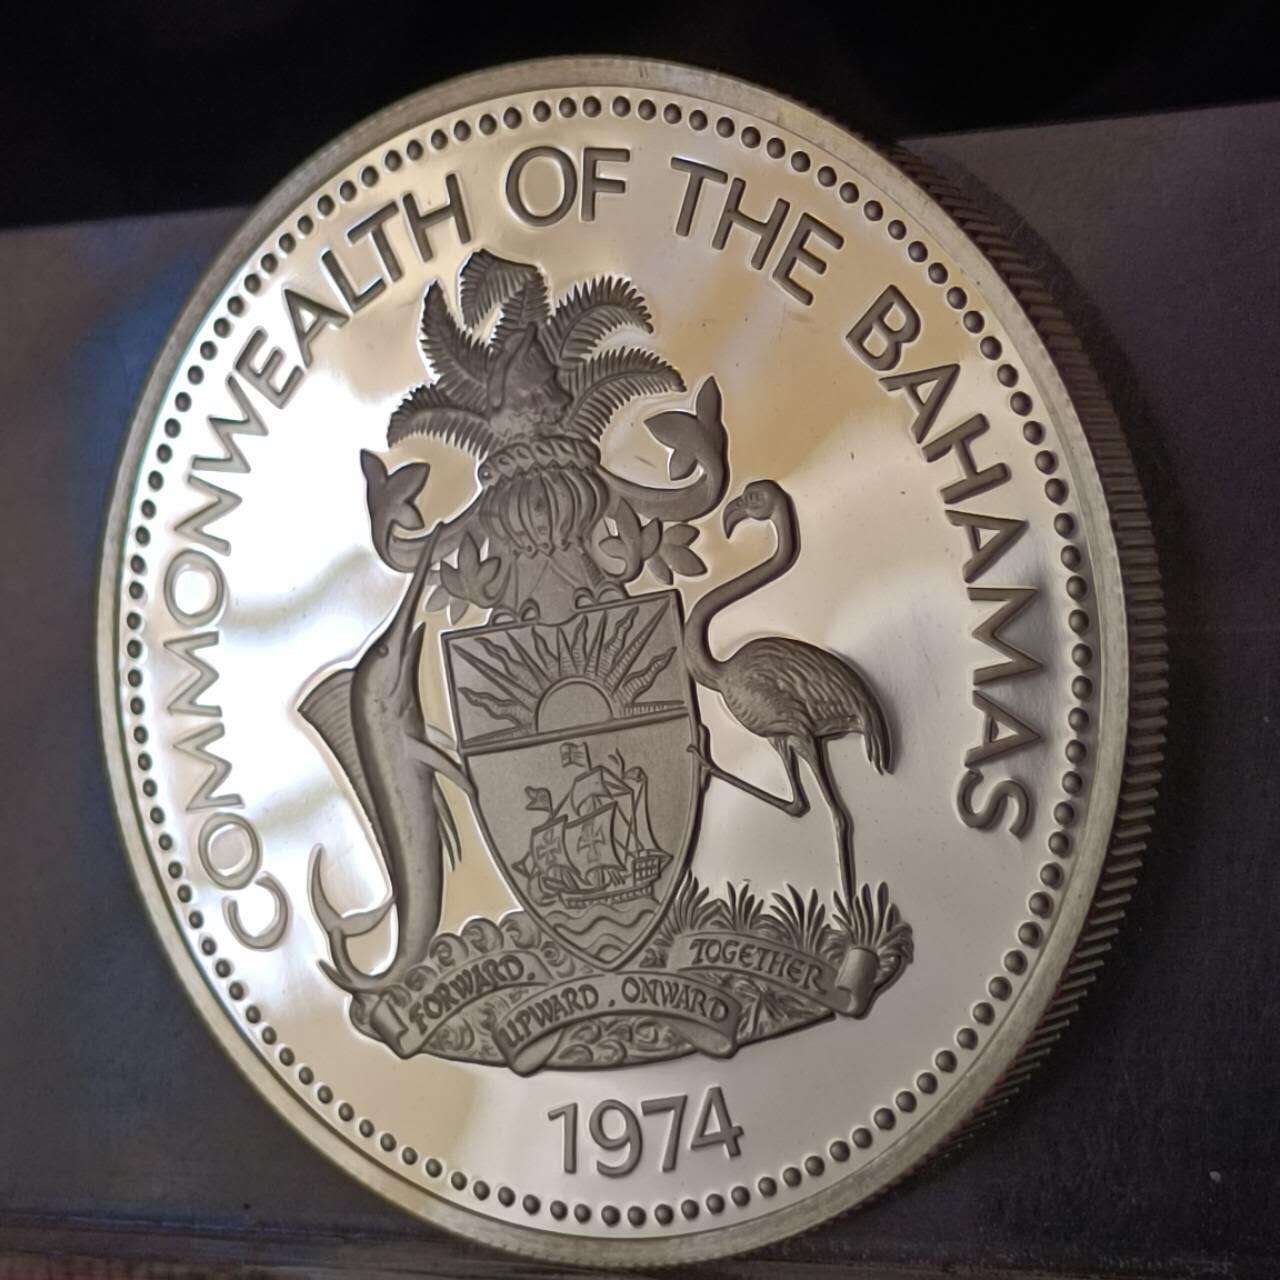 COMMONWEALTH OF THE BAHAMAS
FORWARD.
UPWARD. ONWARD
TOGETHER
1974